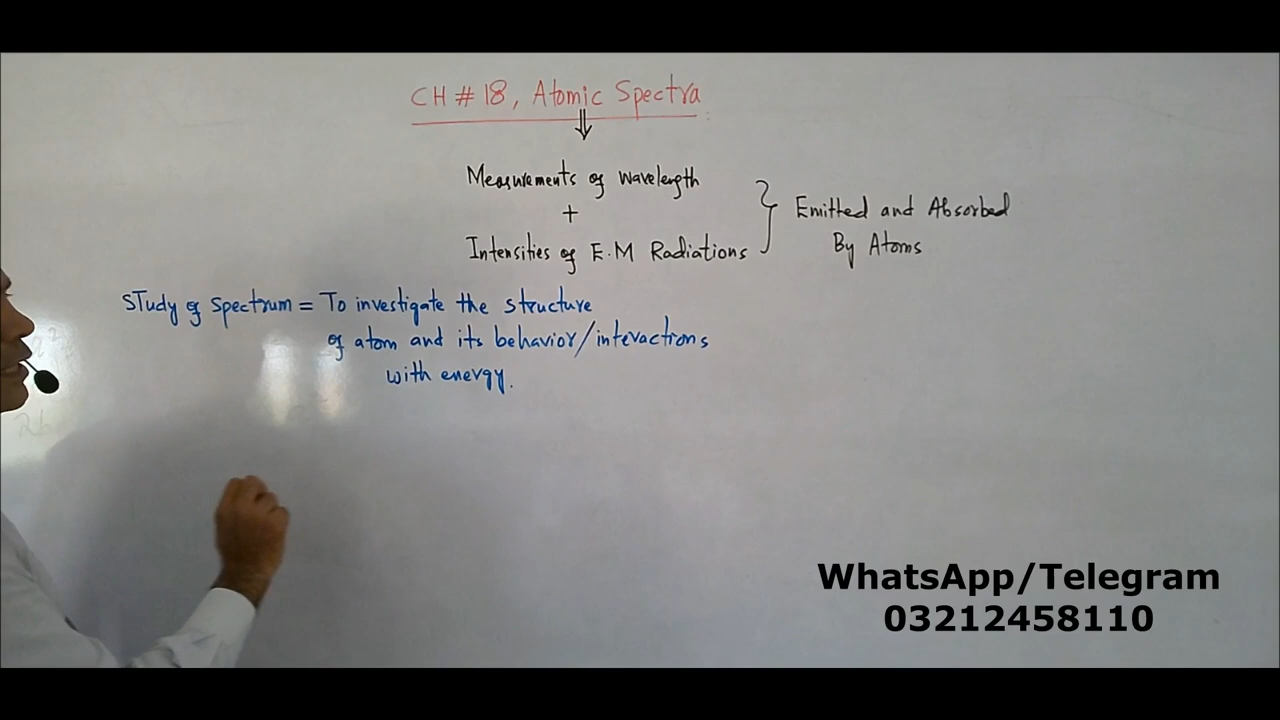 CH # 18, Atomic Spectra
⇓
Measurements of wavelength
+
Intensities of E.M Radiations
} Emitted and Absorbed
By Atoms
STudy of Spectrum = To investigate the structure
of atom and its behavior/interactions
with energy.
WhatsApp/Telegram
03212458110